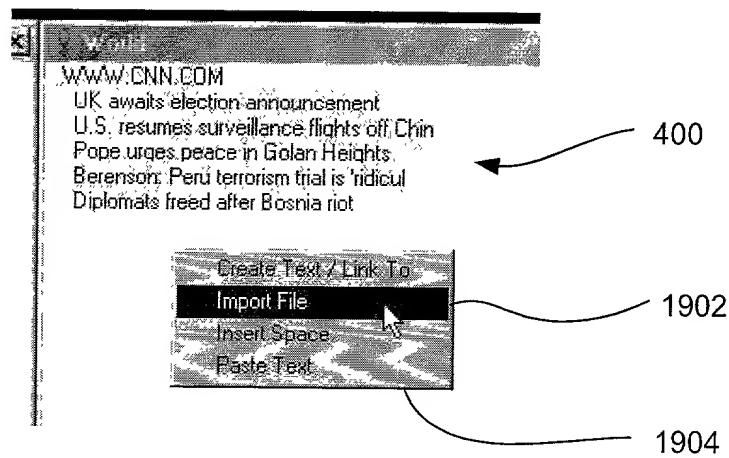 World
WWW.CNN.COM
UK awaits election announcement
U.S. resumes surveillance flights off Chin
Pope urges peace in Golan Heights
Berenson: Peru terrorism trial is 'ridicul
Diplomats freed after Bosnia riot
400
Create Text / Link To
Import File
1902
Insert Space
Paste Text
1904